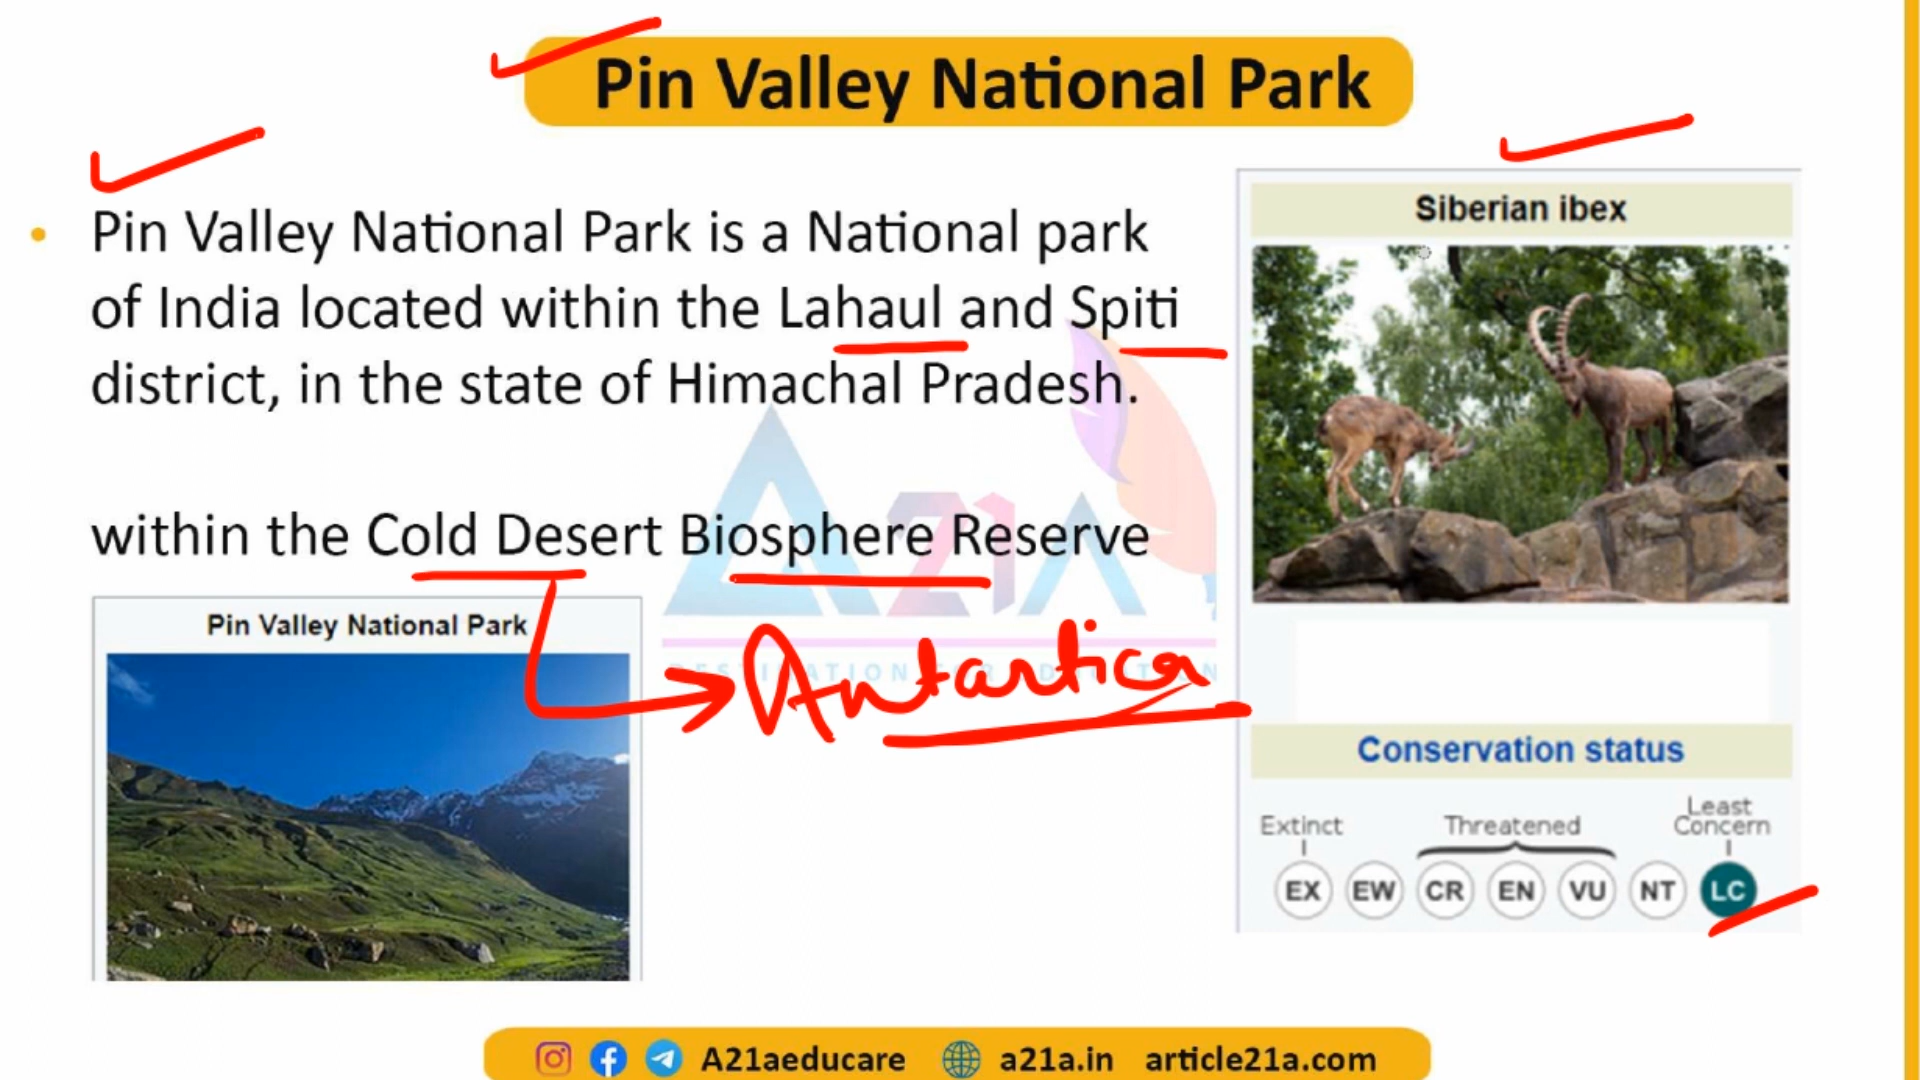 Pin Valley National Park
• Pin Valley National Park is a National park
of India located within the Lahaul and Spiti
district, in the state of Himachal Pradesh.
within the Cold Desert Biosphere Reserve
Pin Valley National Park
Antartica
A21A
Siberian ibex
Conservation status
Extinct
Threatened
Least
Concern
EX EW CR EN VU NT LC
A21aeducare a21a.in article21a.com